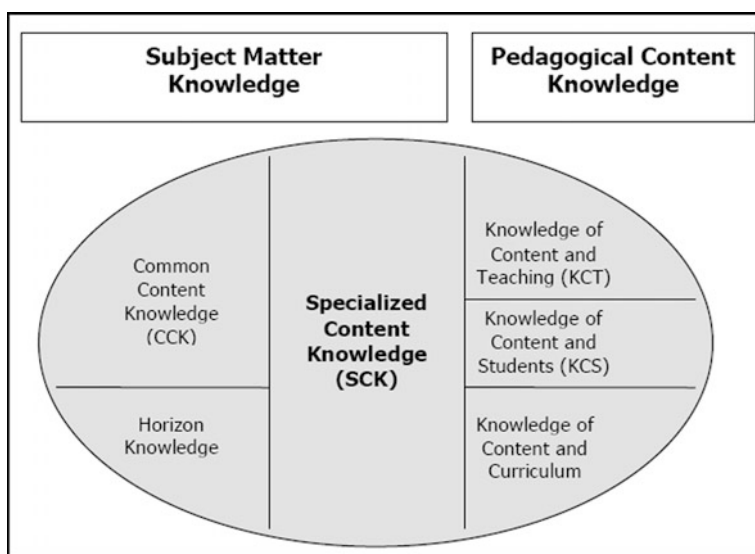 Subject Matter
Knowledge
Pedagogical Content
Knowledge
Common
Content
Knowledge
(CCK)
Horizon
Knowledge
Specialized
Content
Knowledge
(SCK)
Knowledge of
Content and
Teaching (KCT)
Knowledge of
Content and
Students (KCS)
Knowledge of
Content and
Curriculum